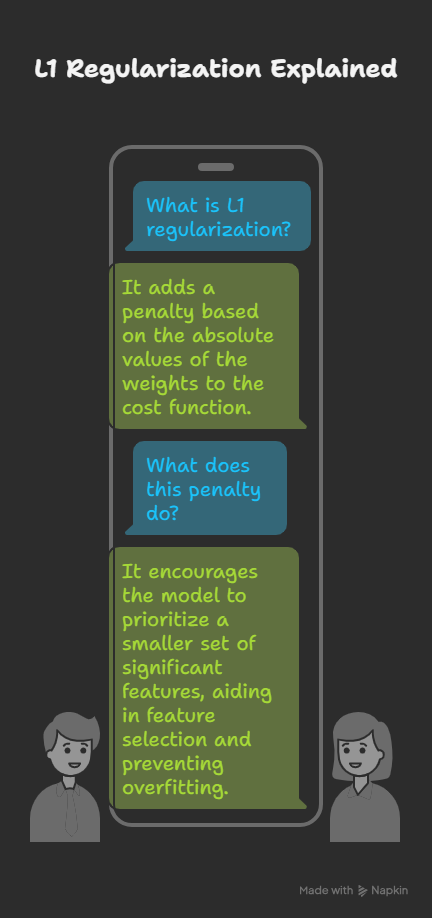 L1 Regularization Explained
What is L1
regularization?
It adds a
penalty based
on the absolute
values of the
weights to the
cost function.
What does
this penalty
do?
It encourages
the model to
prioritize a
smaller set of
significant
features, aiding
in feature
selection and
preventing
overfitting.
Made with Napkin